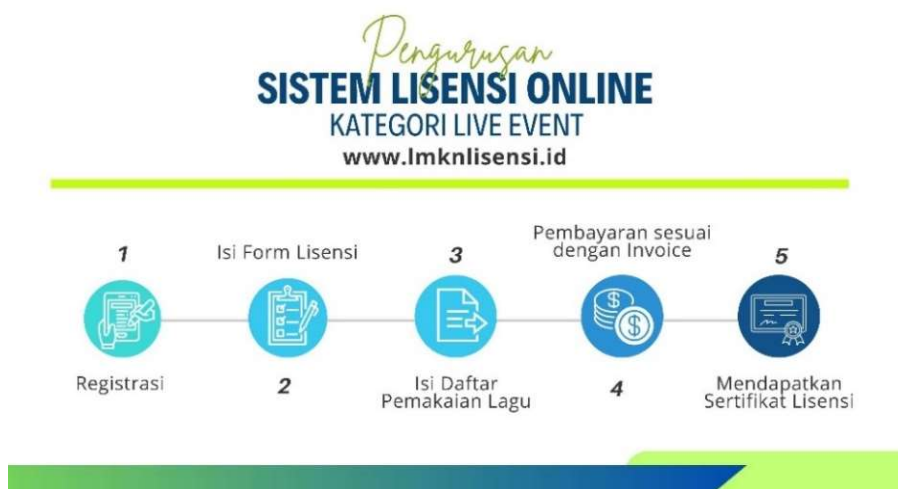 Pengurusan
SISTEM LISENSI ONLINE
KATEGORI LIVE EVENT
www.lmknlisensi.id
1
Registrasi
Isi Form Lisensi
2
3
Isi Daftar
Pemakaian Lagu
Pembayaran sesuai
dengan Invoice
4
5
Mendapatkan
Sertifikat Lisensi